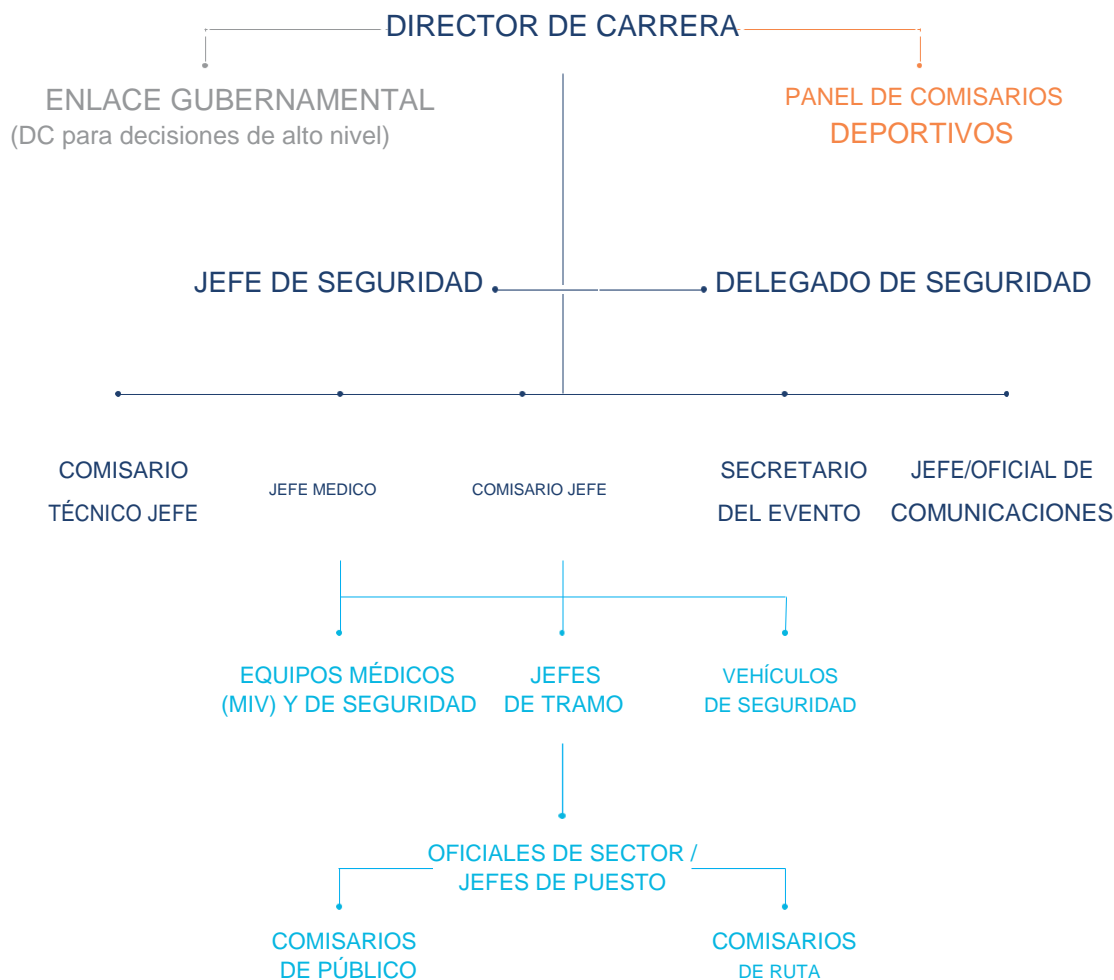 DIRECTOR DE CARRERA
ENLACE GUBERNAMENTAL
(DC para decisiones de alto nivel)
PANEL DE COMISARIOS
DEPORTIVOS
JEFE DE SEGURIDAD
DELEGADO DE SEGURIDAD
COMISARIO
TÉCNICO JEFE
JEFE MEDICO
COMISARIO JEFE
SECRETARIO
DEL EVENTO
JEFE/OFICIAL DE
COMUNICACIONES
EQUIPOS MÉDICOS
(MIV) Y DE SEGURIDAD
JEFES
DE TRAMO
VEHÍCULOS
DE SEGURIDAD
OFICIALES DE SECTOR /
JEFES DE PUESTO
COMISARIOS
DE PÚBLICO
COMISARIOS
DE RUTA